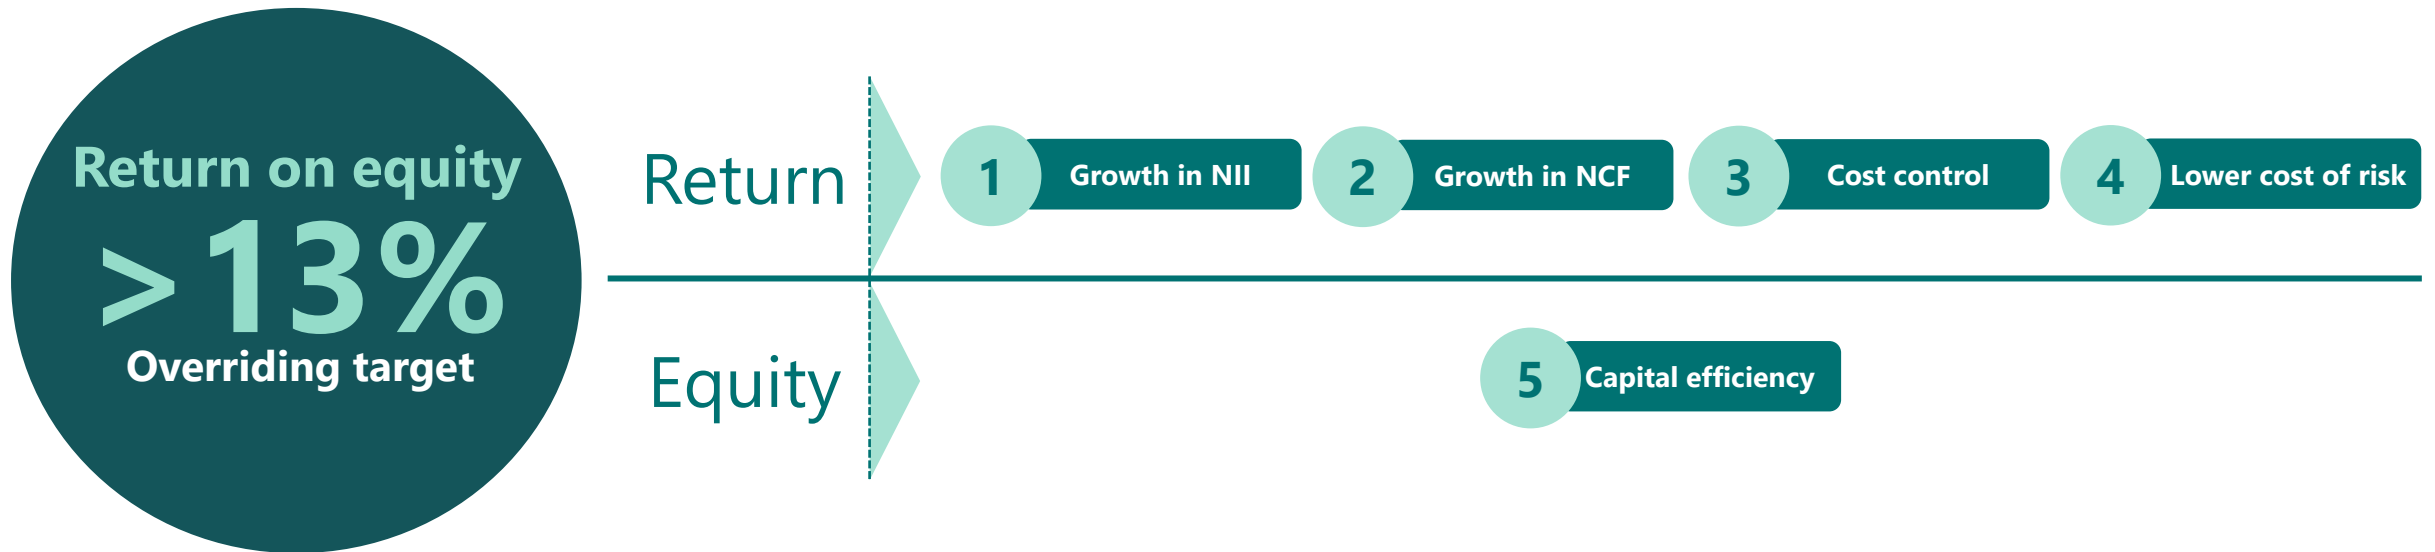 Return on equity
>13%
Overriding target
Return
1 Growth in NII
2 Growth in NCF
3 Cost control
4 Lower cost of risk
Equity
5 Capital efficiency